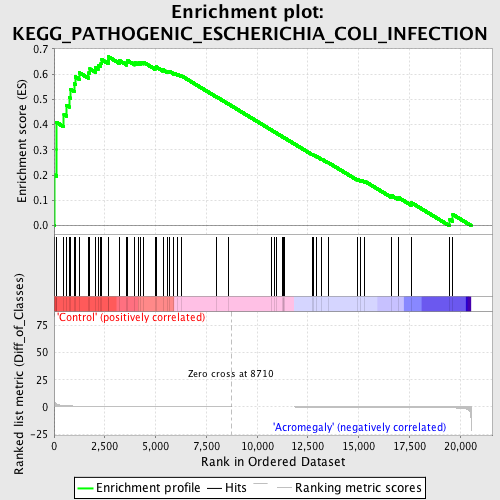 Enrichment plot:
KEGG_PATHOGENIC_ESCHERICHIA_COLI_INFECTION
Enrichment score (ES)
0.7
0.6
0.5
0.4
0.3
0.2
0.1
0.0
'Control' (positively correlated)
Zero cross at 8710
'Acromegaly' (negatively correlated)
Ranked list metric (Diff_of_Classes)
75
50
25
0
-25
0 2,500 5,000 7,500 10,000 12,500 15,000 17,500 20,000
Rank in Ordered Dataset
Enrichment profile Hits Ranking metric scores